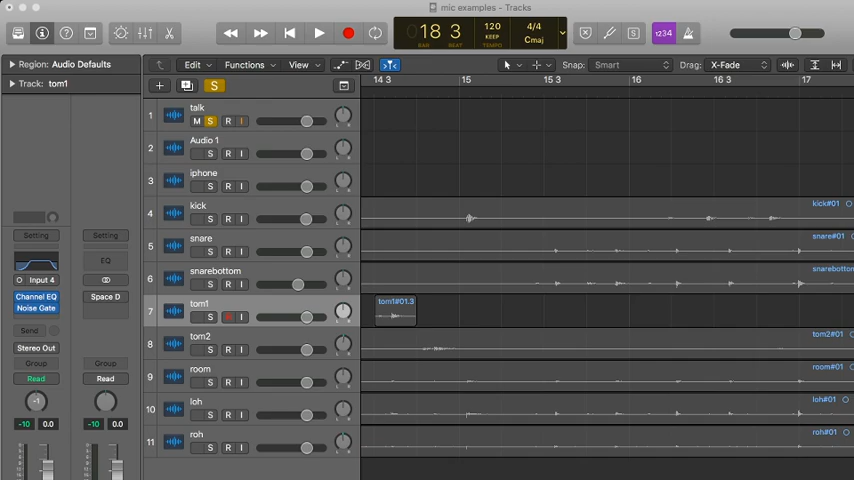 mic examples - Tracks
1234
18 3
BAR
BEAT
120
KEEP
TEMPO
4/4
Cmaj
S
Region: Audio Defaults
Edit
Functions
View
Snap: Smart
Drag: X-Fade
Track: tom1
S
14 3
15
15 3
16
16 3
17
1
talk
M S R I
L R
2
Audio 1
S R I
L R
3
iphone
S R I
L R
4
kick
S R I
L R
kick#01
5
snare
S R I
L R
snare#01
6
snarebottom
S R I
L R
snarebottom
7
tom1
S R I
L R
tom1#01.3
8
tom2
S R I
L R
tom2#01
9
room
S R I
L R
room#01
10
loh
S R I
L R
loh#01
11
roh
S R I
L R
roh#01
Setting
Setting
EQ
Input 4
Channel EQ
Space D
Noise Gate
Send
Stereo Out
Group
Group
Read
Read
-1
-10 0.0
-10 0.0